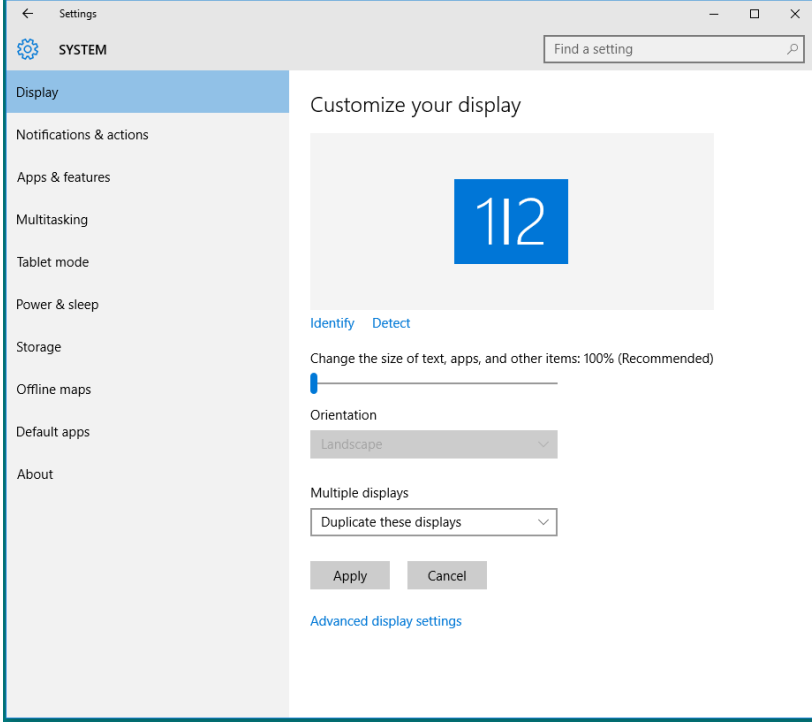 Settings
SYSTEM
Find a setting
Display
Notifications & actions
Apps & features
Multitasking
Tablet mode
Power & sleep
Storage
Offline maps
Default apps
About
Customize your display
1|2
Identify Detect
Change the size of text, apps, and other items: 100% (Recommended)
Orientation
Landscape
Multiple displays
Duplicate these displays
Apply Cancel
Advanced display settings